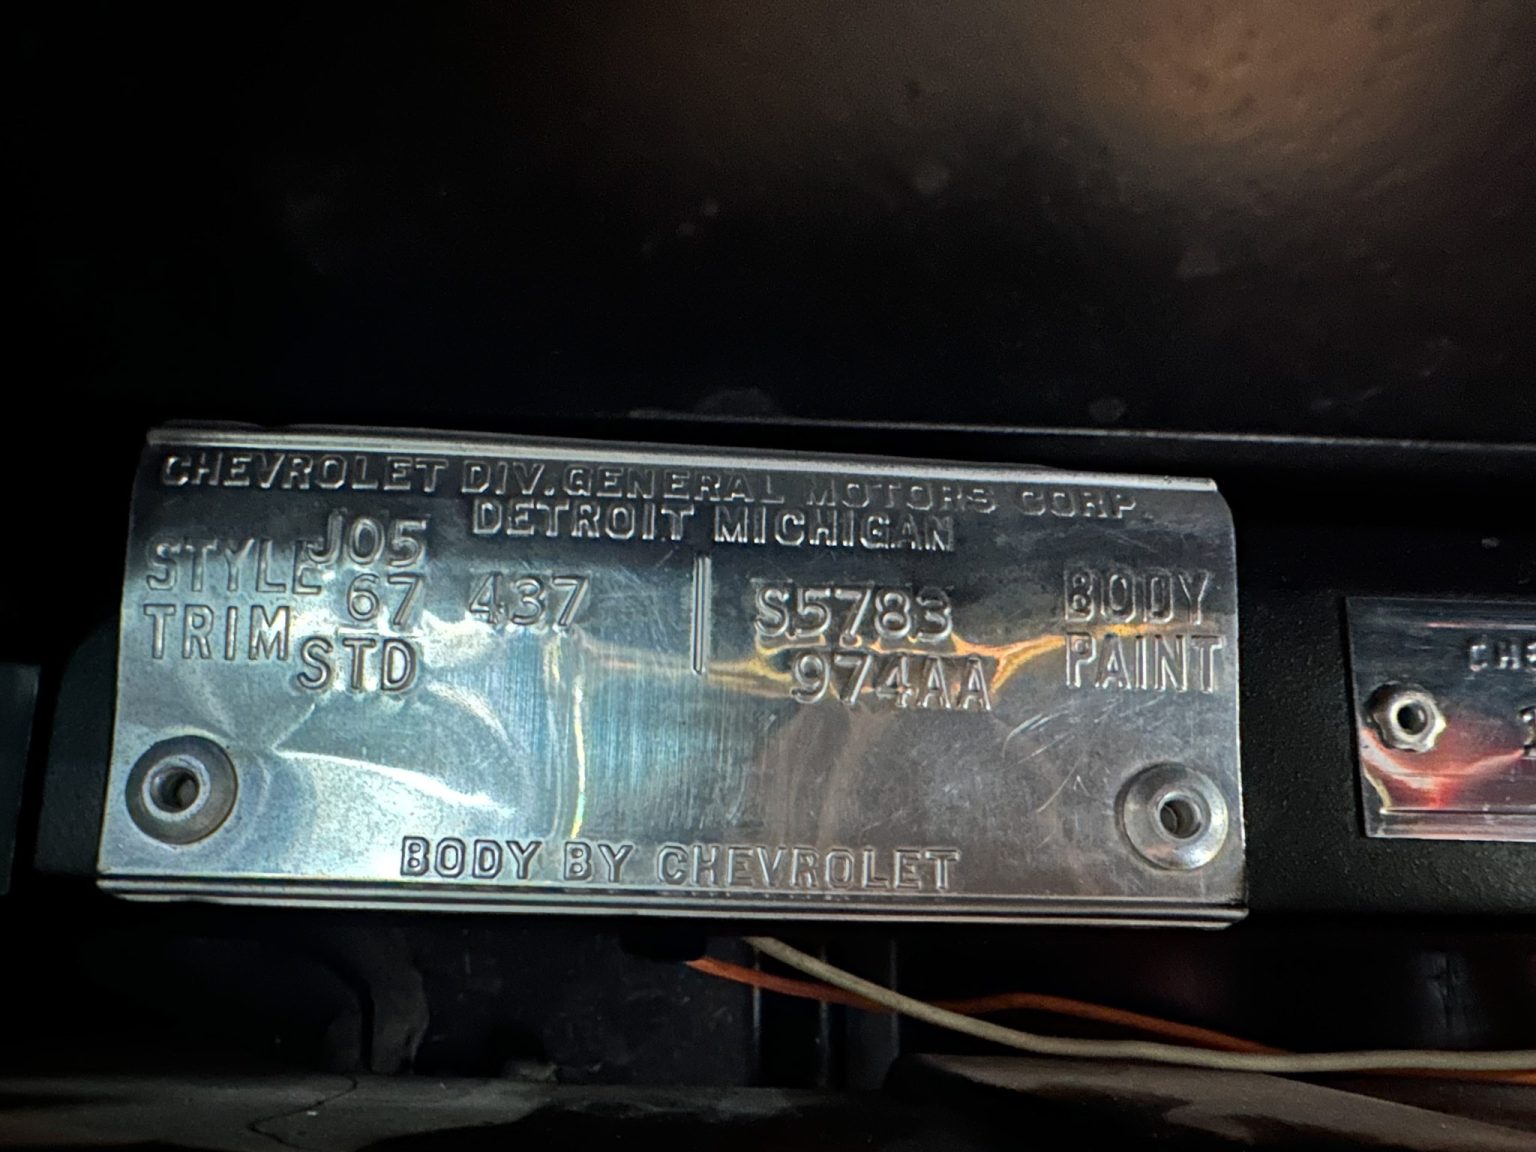 CHEVROLET DIV. GENERAL MOTORS CORP.
DETROIT MICHIGAN
J05
STYLE 67 437 S5783 BODY
TRIM STD 974AA PAINT
BODY BY CHEVROLET
CHE